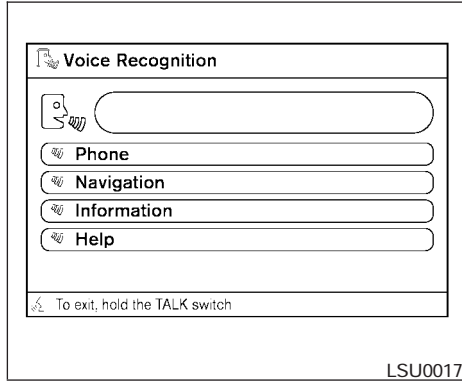 Voice Recognition
Phone
Navigation
Information
Help
To exit, hold the TALK switch
LSU0017